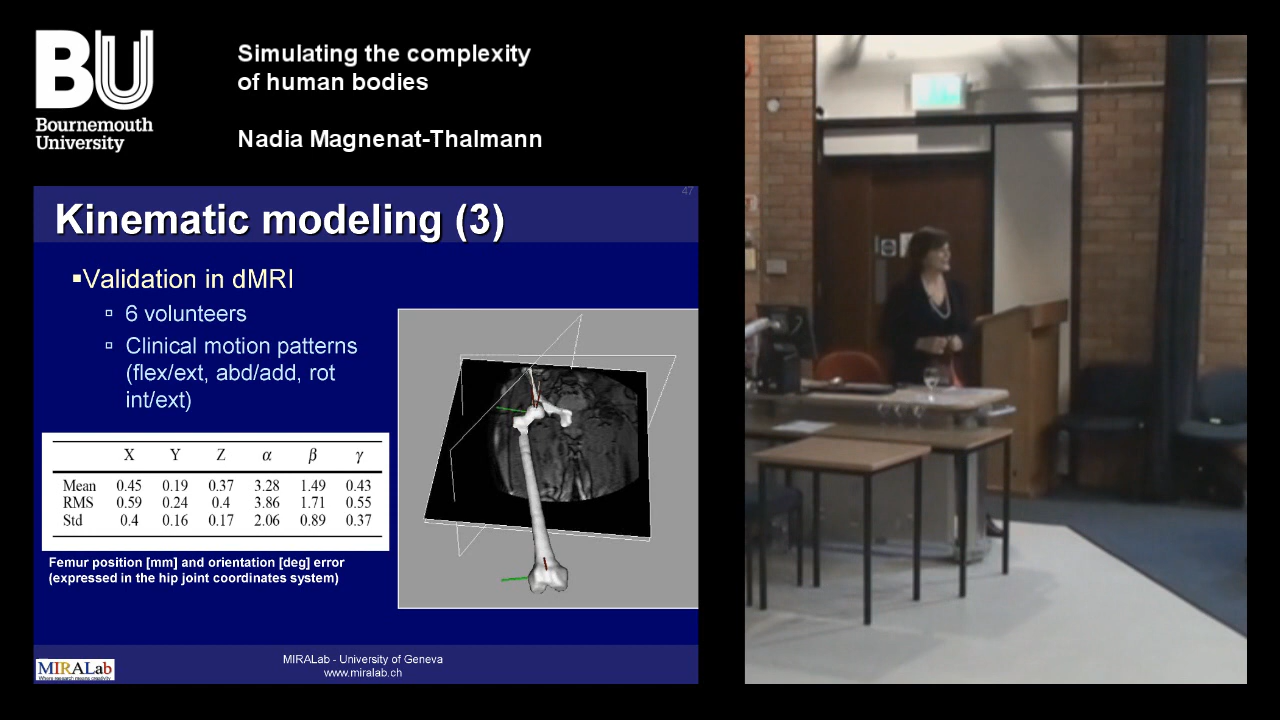 BU
Bournemouth
University
Simulating the complexity
of human bodies
Nadia Magnenat-Thalmann
47
Kinematic modeling (3)
▪Validation in dMRI
▫ 6 volunteers
▫ Clinical motion patterns
(flex/ext, abd/add, rot
int/ext)
X Y Z α β γ
Mean 0.45 0.19 0.37 3.28 1.49 0.43
RMS 0.59 0.24 0.4 3.86 1.71 0.55
Std 0.4 0.16 0.17 2.06 0.89 0.37
Femur position [mm] and orientation [deg] error
(expressed in the hip joint coordinates system)
MIRALab
MIRALab - University of Geneva
www.miralab.ch